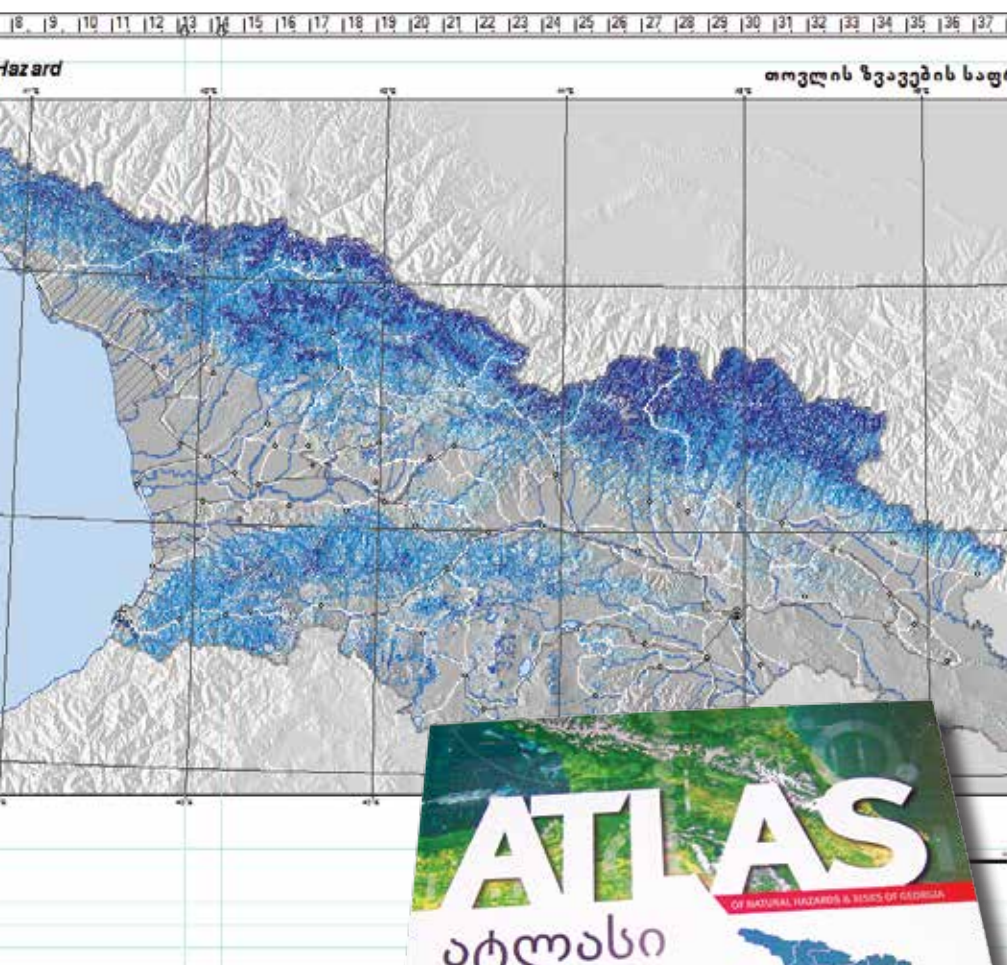 8 9 10 11 12 13 14 15 16 17 18 19 20 21 22 23 24 25 26 27 28 29 30 31 32 33 34 35 36 37
Hazard
თოვლის ზვავების
ATLAS
OF NATURAL HAZARDS & RISKS OF GEORGIA
ატლასი